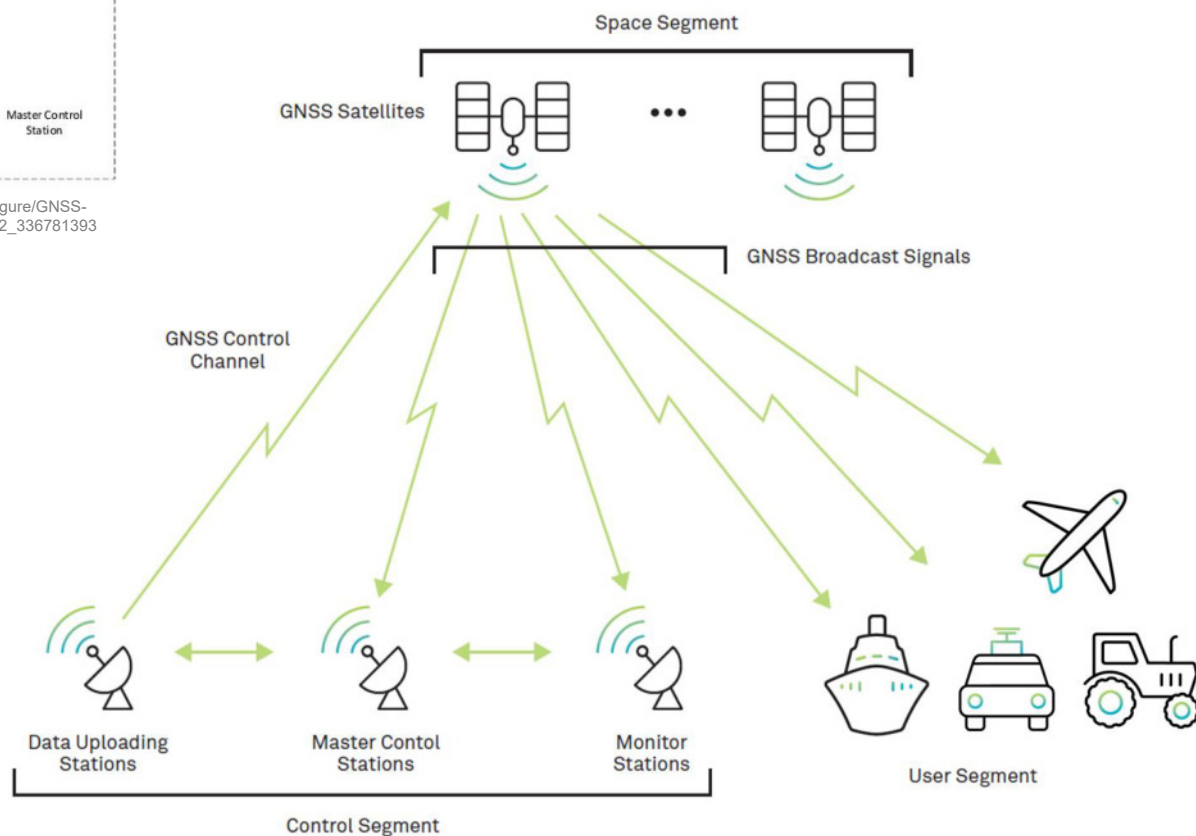 Space Segment
GNSS Satellites
Master Control
Station
gure/GNSS-
2_336781393
GNSS Broadcast Signals
GNSS Control
Channel
Data Uploading
Stations
Master Contol
Stations
Monitor
Stations
User Segment
Control Segment